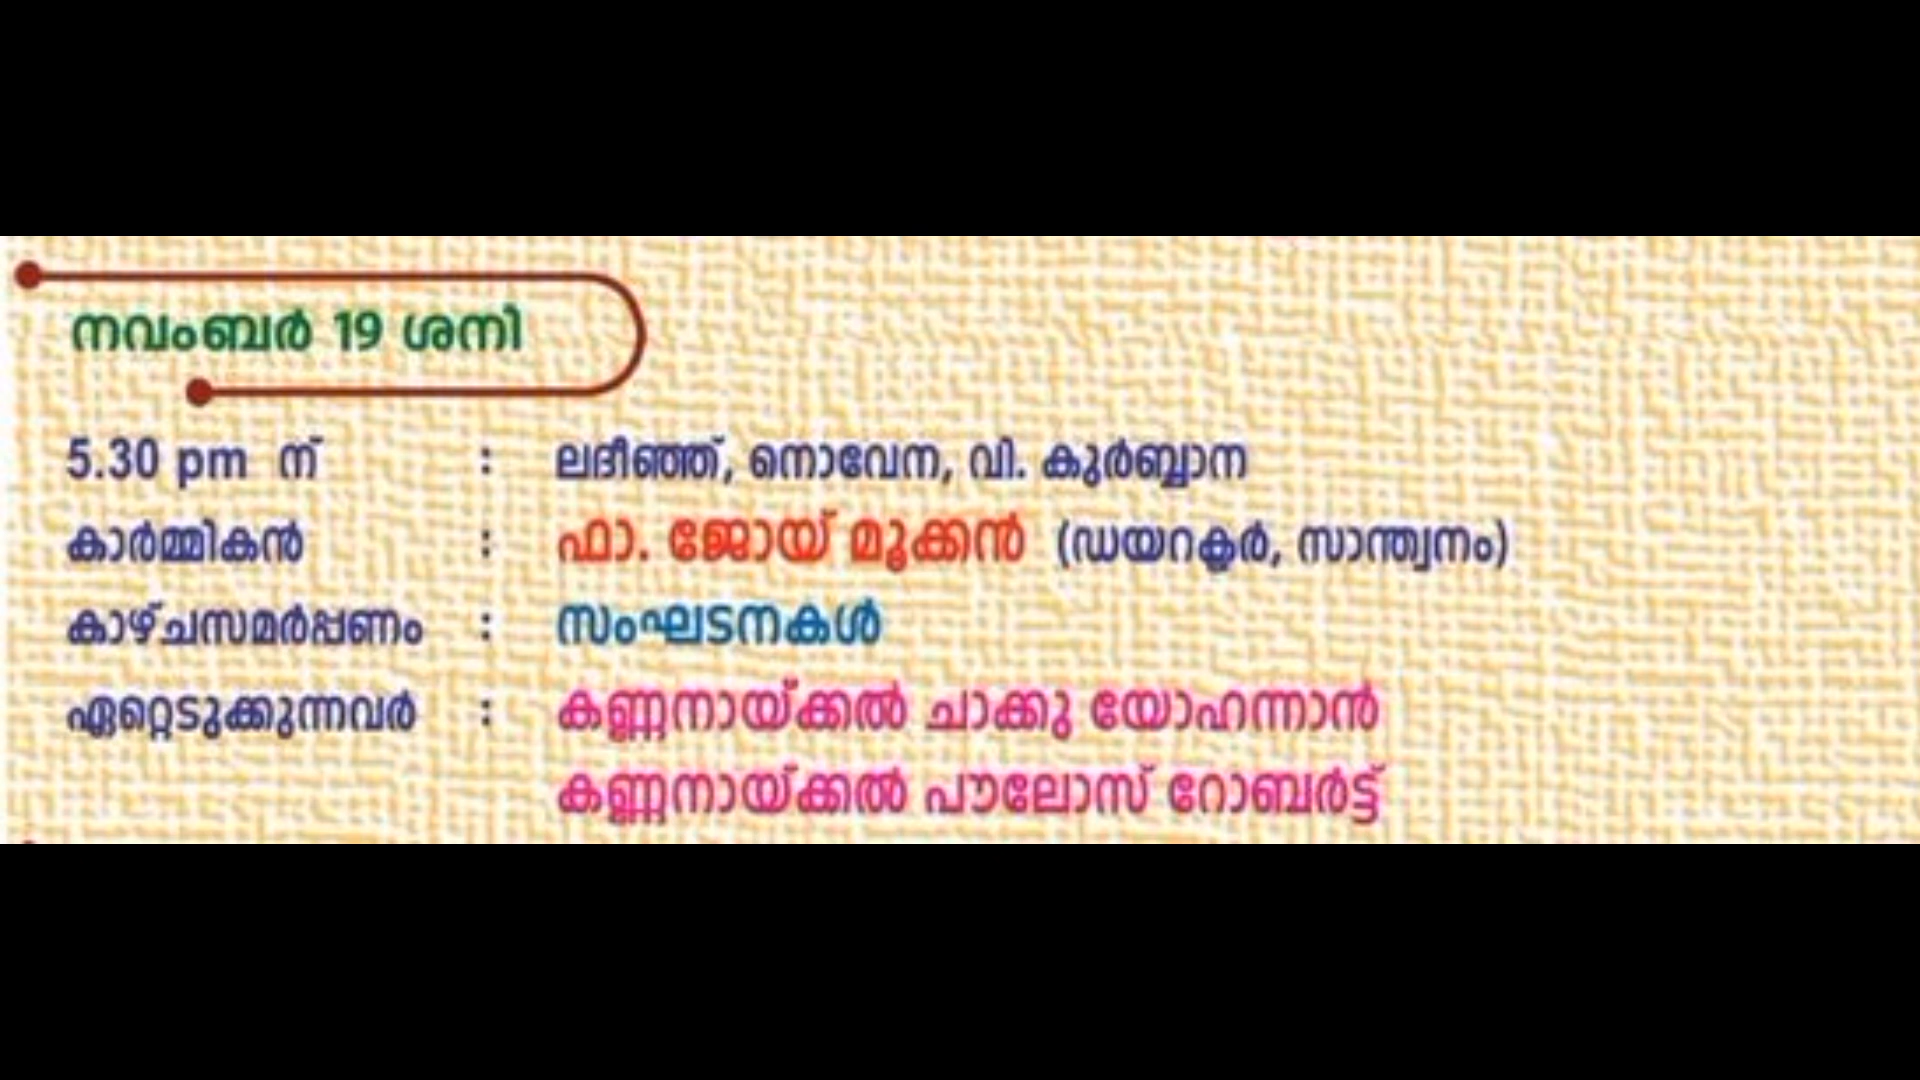 നവംബർ 19 ശനി
5.30 pm ന് : ലദീഞ്ഞ്, നൊവേന, വി. കുർബ്ബാന
കാർമ്മികൻ : ഫാ. ജോയ് മൂക്കൻ (ഡയറക്ടർ, സാന്ത്വനം)
കാഴ്ചസമർപ്പണം : സംഘടനകൾ
ഏറ്റെടുക്കുന്നവർ : കണ്ണനായ്ക്കൽ ചാക്കു യോഹന്നാൻ
കണ്ണനായ്ക്കൽ പൗലോസ് റോബർട്ട്